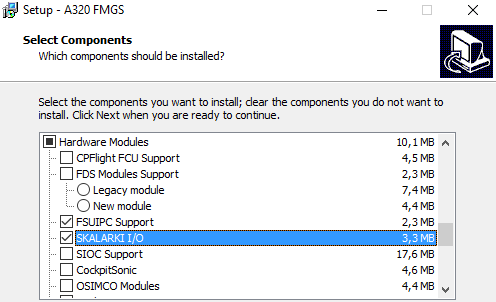 Setup - A320 FMGS
Select Components
Which components should be installed?
Select the components you want to install; clear the components you do not want to
install. Click Next when you are ready to continue.
Hardware Modules 10,1 MB
CPFlight FCU Support 4,5 MB
FDS Modules Support 2,3 MB
Legacy module 7,4 MB
New module 4,4 MB
FSUIPC Support 2,3 MB
SKALARKI I/O 3,3 MB
SIOC Support 17,6 MB
CockpitSonic 4,6 MB
OSIMCO Modules 4,4 MB